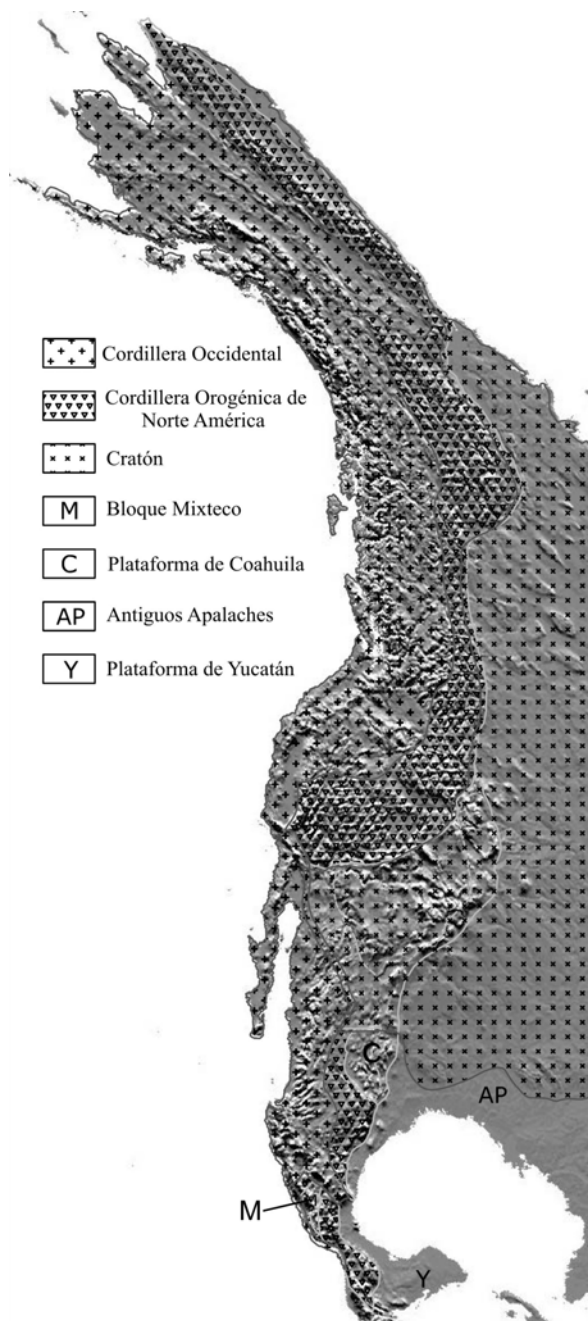 Cordillera Occidental
Cordillera Orogénica de
Norte América
Cratón
M Bloque Mixteco
C Plataforma de Coahuila
AP Antiguos Apalaches
Y Plataforma de Yucatán
C
AP
M
Y